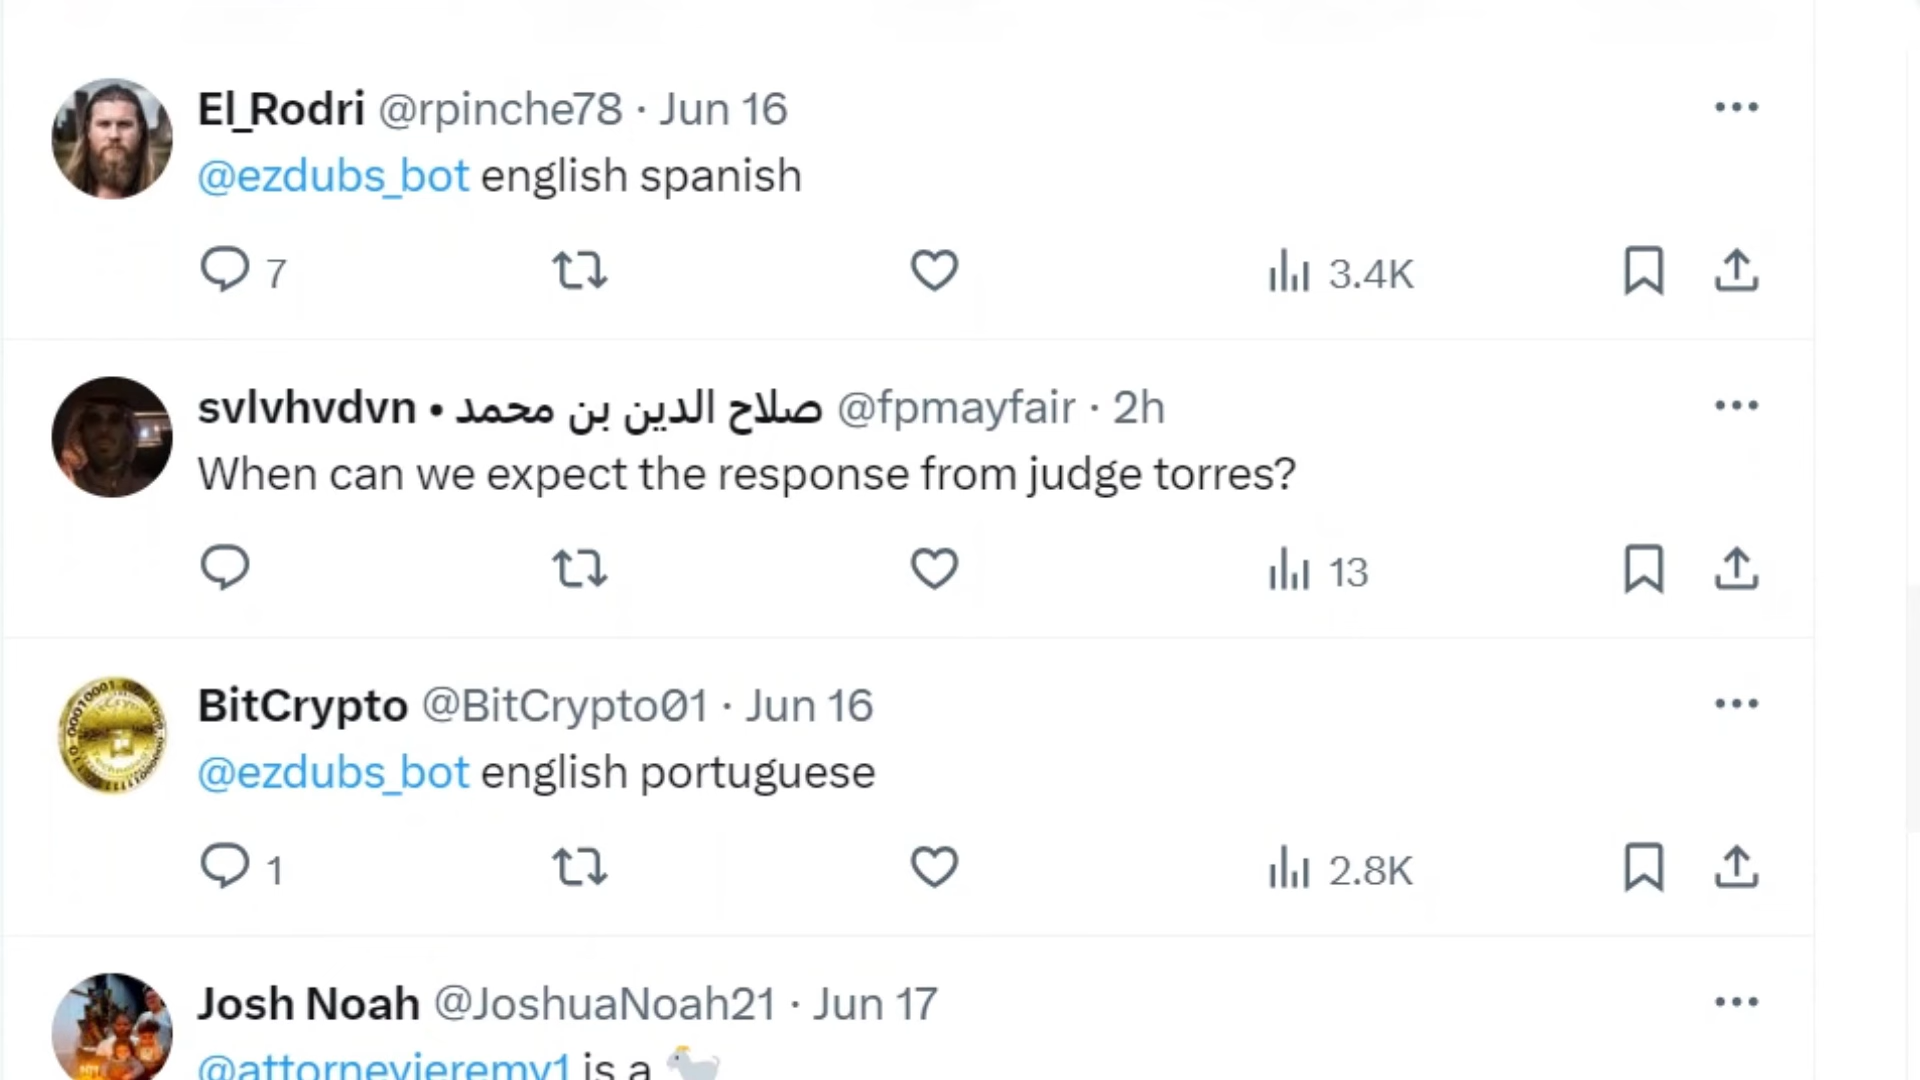 El_Rodri @rpinche78 · Jun 16
@ezdubs_bot english spanish
7 3.4K
svlvhvdvn • صلاح الدين بن محمد @fpmayfair · 2h
When can we expect the response from judge torres?
13
BitCrypto @BitCrypto01 · Jun 16
@ezdubs_bot english portuguese
1 2.8K
Josh Noah @JoshuaNoah21 · Jun 17
@attorneyjeremy1 is a 🐐